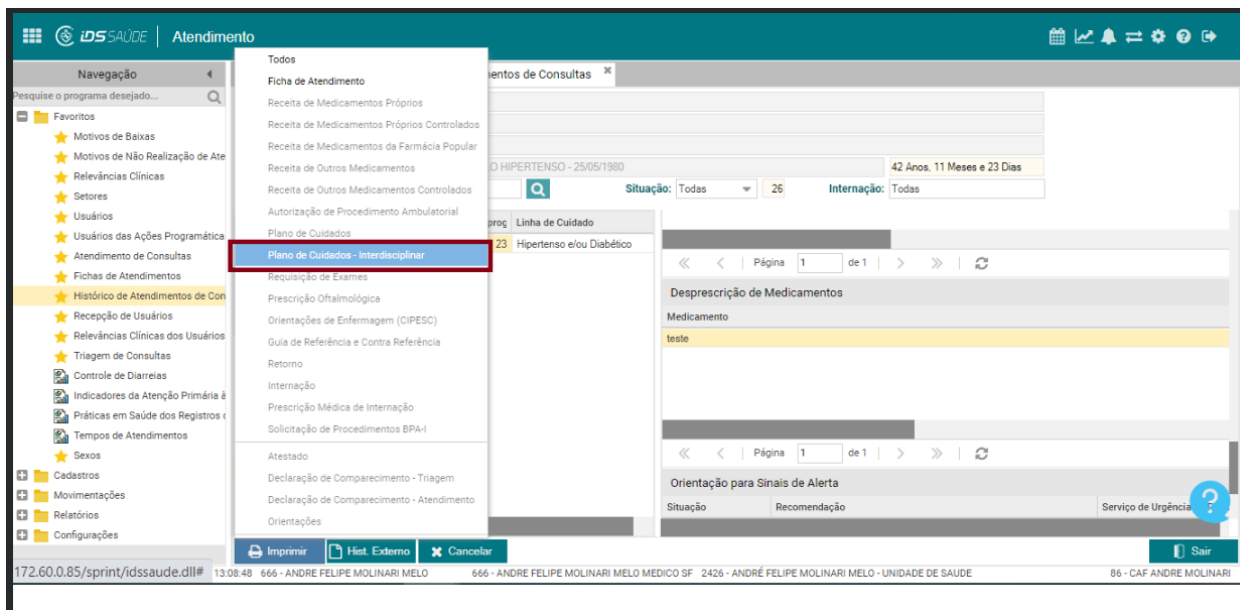 iDS SAÚDE Atendimento
Navegação
Pesquise o programa desejado...
Favoritos
Motivos de Baixas
Motivos de Não Realização de Ate
Relevâncias Clínicas
Setores
Usuários
Usuários das Ações Programática
Atendimento de Consultas
Fichas de Atendimentos
Histórico de Atendimentos de Con
Recepção de Usuários
Relevâncias Clínicas dos Usuários
Triagem de Consultas
Controle de Diarreias
Indicadores da Atenção Primária à
Práticas em Saúde dos Registros
Tempos de Atendimentos
Sexos
Cadastros
Movimentações
Relatórios
Configurações
Todos
Ficha de Atendimento
Receita de Medicamentos Próprios
Receita de Medicamentos Próprios Controlados
Receita de Medicamentos da Farmácia Popular
Receita de Outros Medicamentos
Receita de Outros Medicamentos Controlados
Autorização de Procedimento Ambulatorial
Plano de Cuidados
Plano de Cuidados - Interdisciplinar
Requisição de Exames
Prescrição Oftalmológica
Orientações de Enfermagem (CIPESC)
Guia de Referência e Contra Referência
Retorno
Internação
Prescrição Médica de Internação
Solicitação de Procedimentos BPA-I
Atestado
Declaração de Comparecimento - Triagem
Declaração de Comparecimento - Atendimento
Orientações
entos de Consultas
O HIPERTENSO - 25/05/1980 42 Anos, 11 Meses e 23 Dias
Situação: Todas 26 Internação: Todas
proç Linha de Cuidado
23 Hipertenso e/ou Diabético
Página 1 de 1
Desprescrição de Medicamentos
Medicamento
teste
Página 1 de 1
Orientação para Sinais de Alerta
Situação Recomendação Serviço de Urgência
Imprimir Hist. Externo Cancelar Sair
172.60.0.85/sprint/idssaude.dll# 13:08:48 666 - ANDRE FELIPE MOLINARI MELO 666 - ANDRE FELIPE MOLINARI MELO MEDICO SF 2426 - ANDRÉ FELIPE MOLINARI MELO - UNIDADE DE SAUDE 86 - CAF ANDRE MOLINARI